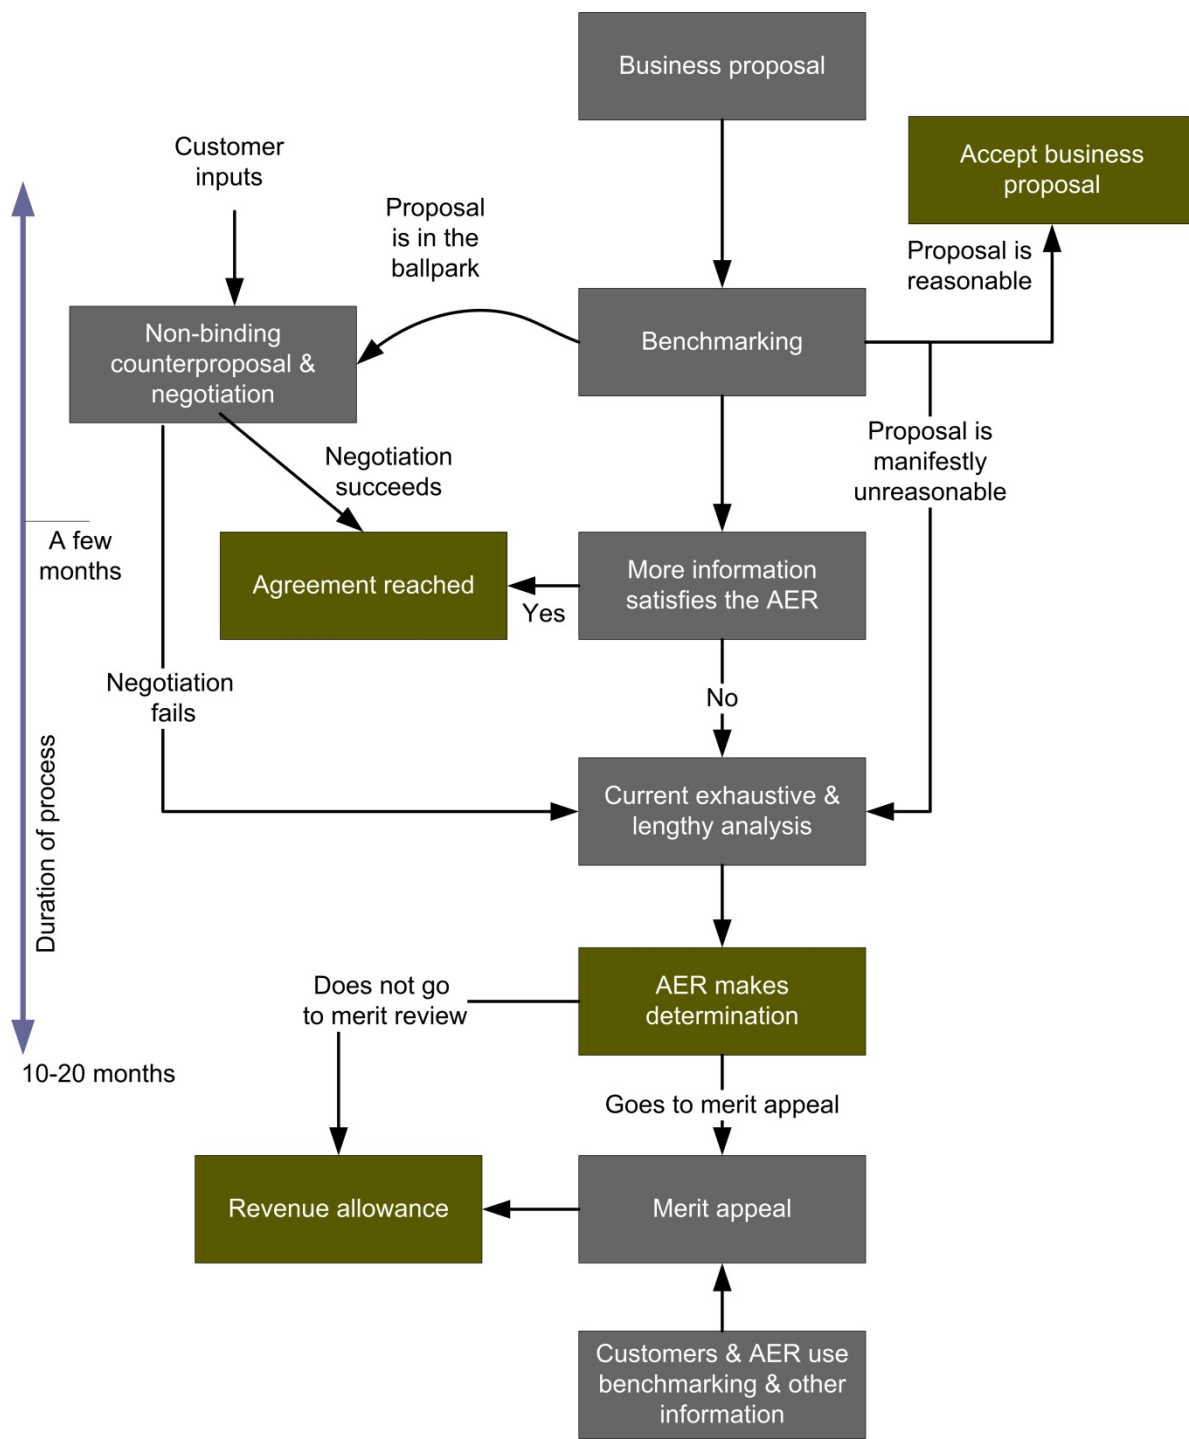 Business proposal
Accept business
proposal
Customer
inputs
Proposal
is in the
ballpark
Proposal is
reasonable
Non-binding
counterproposal &
negotiation
Benchmarking
Proposal is
manifestly
unreasonable
Negotiation
succeeds
A few
months
Agreement reached
Yes
More information
satisfies the AER
Negotiation
fails
No
Duration of process
Current exhaustive &
lengthy analysis
Does not go
to merit review
AER makes
determination
10-20 months
Goes to merit appeal
Revenue allowance
Merit appeal
Customers & AER use
benchmarking & other
information